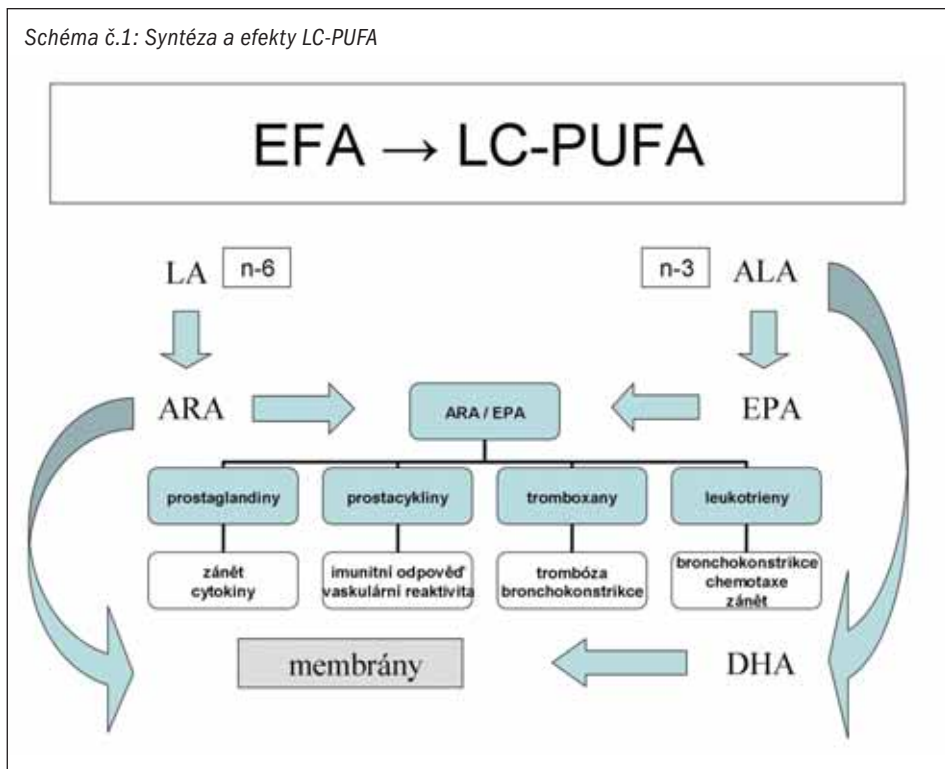 Schéma č.1: Syntéza a efekty LC-PUFA
EFA → LC-PUFA
LA
n-6
n-3
ALA
ARA
ARA / EPA
EPA
prostaglandiny
prostacykliny
tromboxany
leukotrieny
zánět
cytokiny
imunitní odpověď
vaskulární reaktivita
trombóza
bronchokonstrikce
bronchokonstrikce
chemotaxe
zánět
membrány
DHA